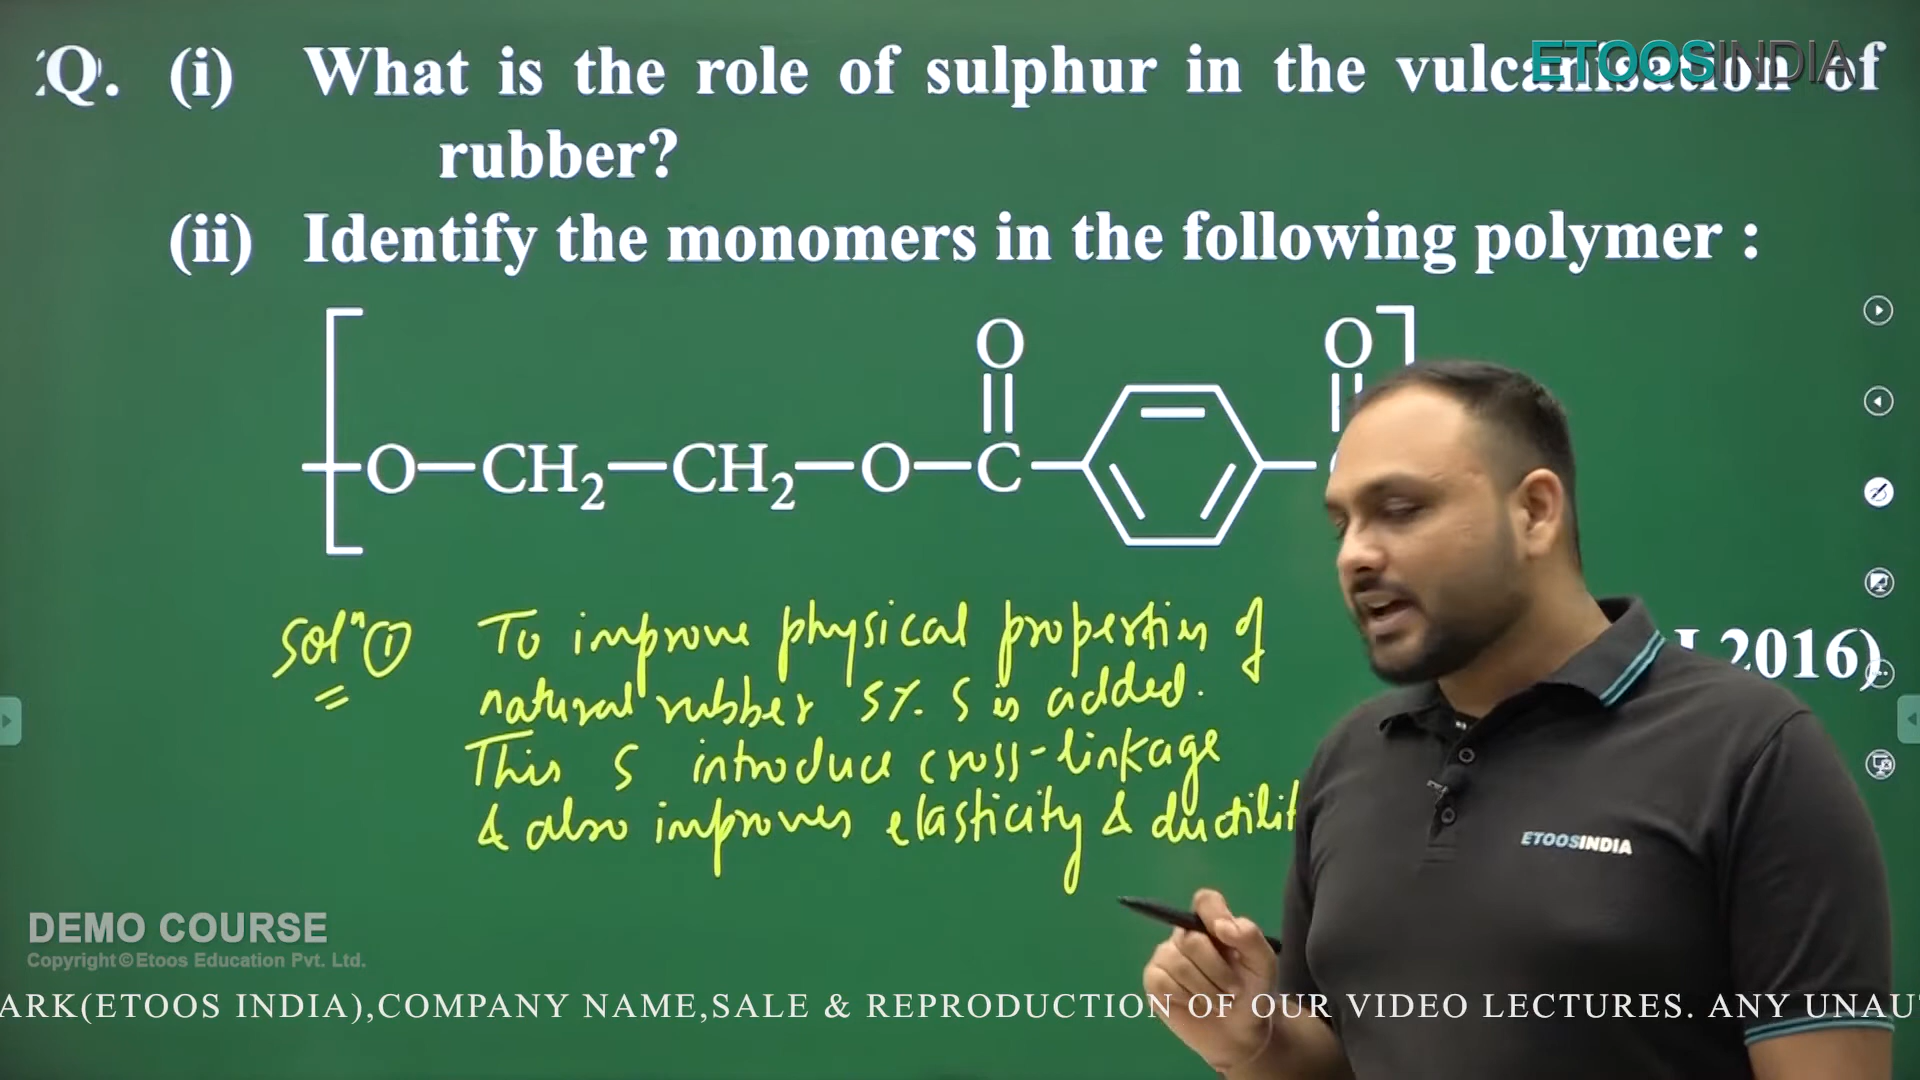 Q. (i) What is the role of sulphur in the vulcanisation of
ETOOSINDIA
rubber?
(ii) Identify the monomers in the following polymer :
O O
O—CH2—CH2—O—C
Solⁿ ① To improve physical properties of
2016)
natural rubber 5%. S is added.
This S introduce cross-linkage
& also improves elasticity & ductilit
ETOOSINDIA
DEMO COURSE
Copyright © Etoos Education Pvt. Ltd.
ARK(ETOOS INDIA),COMPANY NAME,SALE & REPRODUCTION OF OUR VIDEO LECTURES. ANY UNAU